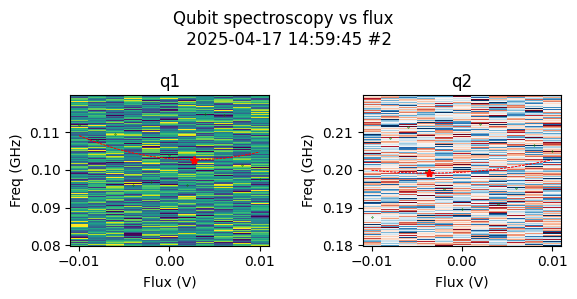 Qubit spectroscopy vs flux
2025-04-17 14:59:45 #2
q1
q2
Freq (GHz)
0.11
0.10
0.09
0.08
−0.01
0.00
0.01
Flux (V)
Freq (GHz)
0.21
0.20
0.19
0.18
−0.01
0.00
0.01
Flux (V)